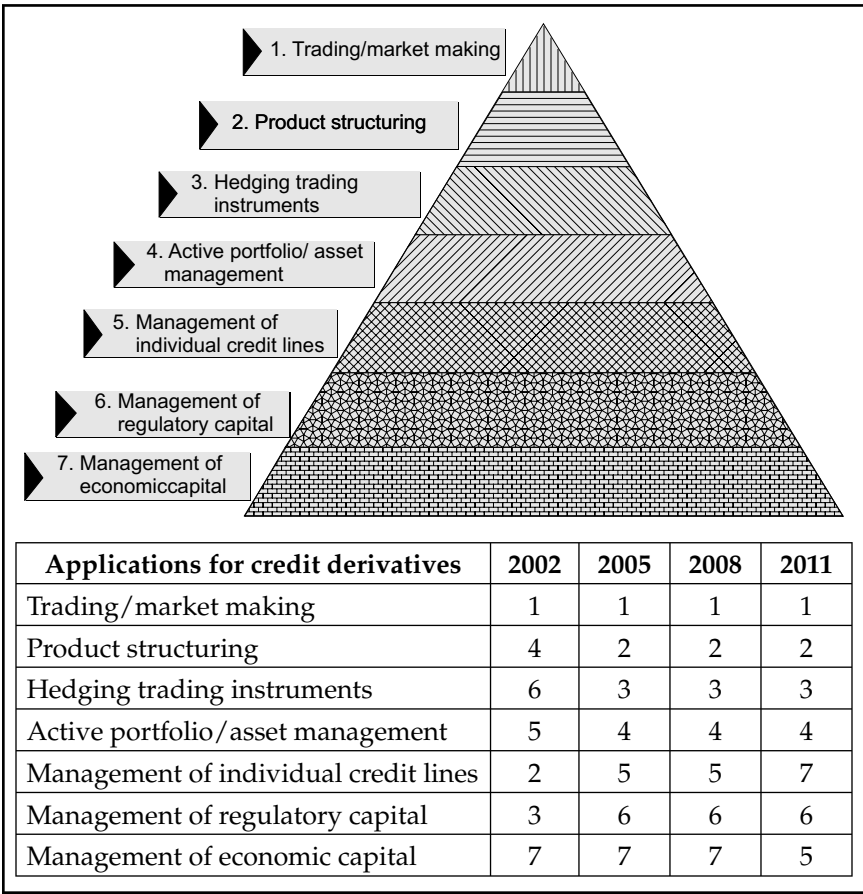 1. Trading/market making
2. Product structuring
3. Hedging trading
instruments
4. Active portfolio/ asset
management
5. Management of
individual credit lines
6. Management of
regulatory capital
7. Management of
economiccapital
Applications for credit derivatives 2002 2005 2008 2011
Trading/market making 1 1 1 1
Product structuring 4 2 2 2
Hedging trading instruments 6 3 3 3
Active portfolio/asset management 5 4 4 4
Management of individual credit lines 2 5 5 7
Management of regulatory capital 3 6 6 6
Management of economic capital 7 7 7 5